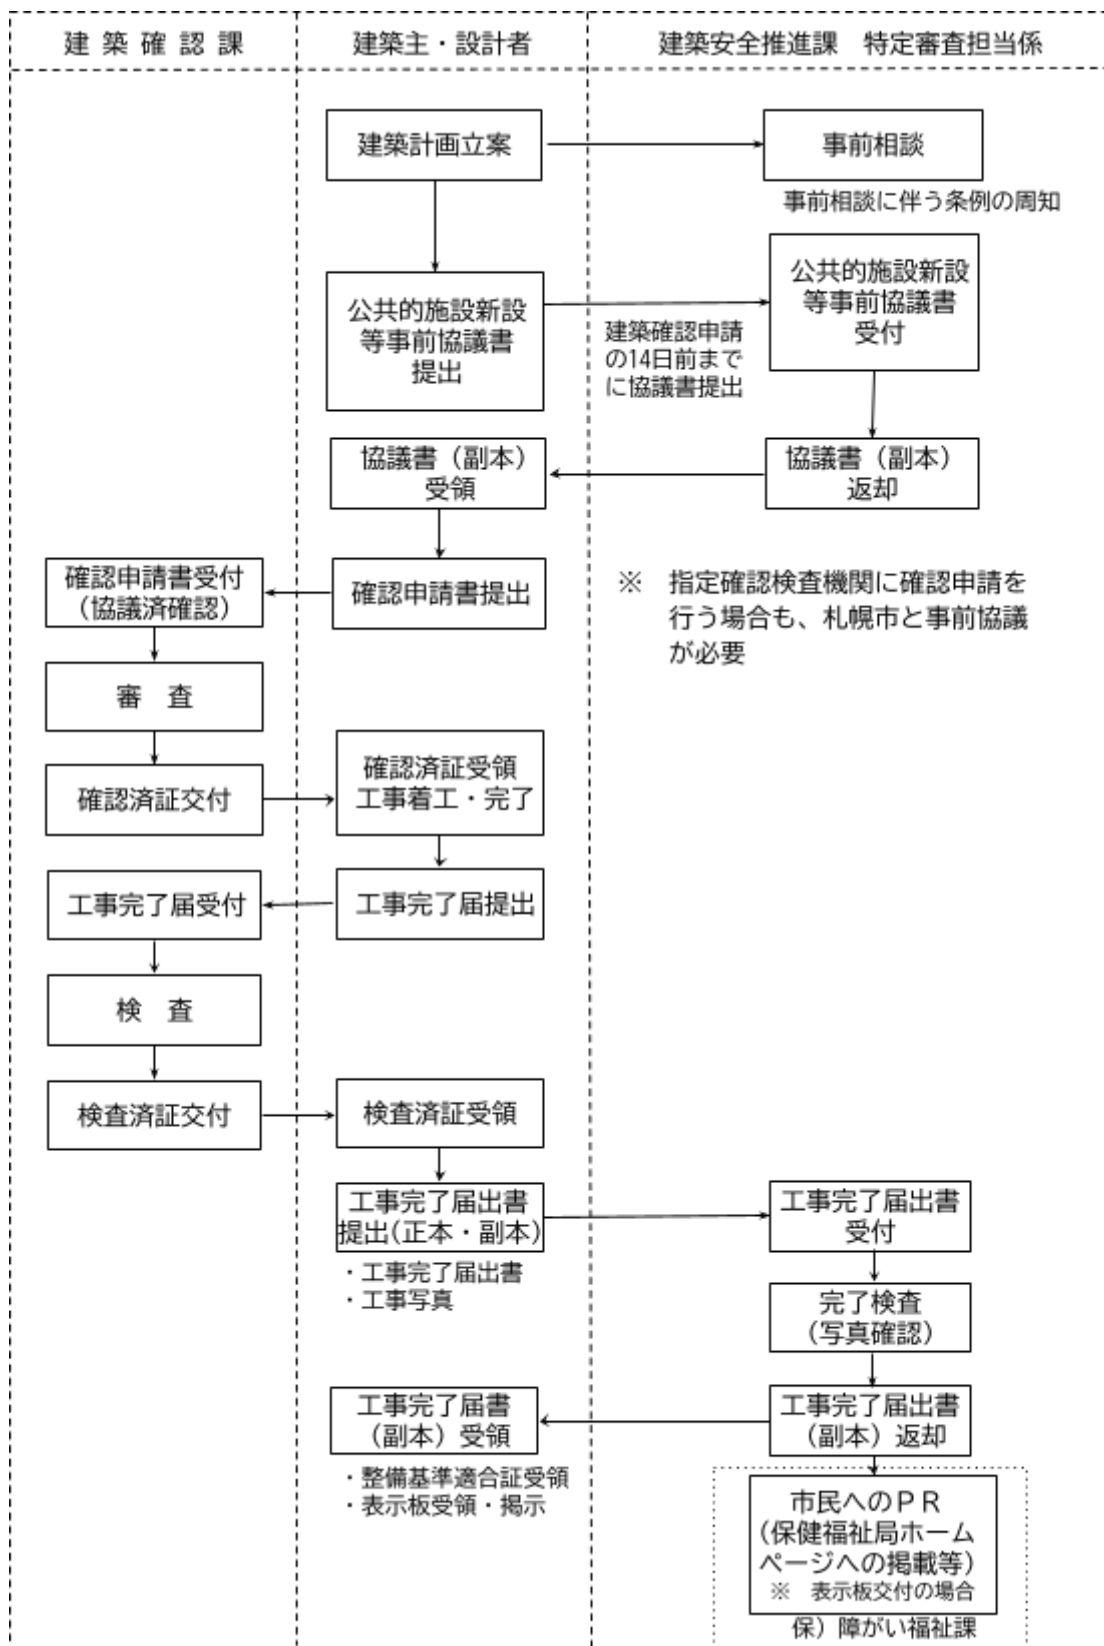 建築確認課
建築主・設計者
建築安全推進課　特定審査担当係
建築計画立案
事前相談
事前相談に伴う条例の周知
公共的施設新設
等事前協議書
提出
建築確認申請
の14日前まで
に協議書提出
公共的施設新設
等事前協議書
受付
協議書（副本）
受領
協議書（副本）
返却
確認申請書受付
（協議済確認）
確認申請書提出
※　指定確認検査機関に確認申請を
行う場合も、札幌市と事前協議
が必要
審　査
確認済証交付
確認済証受領
工事着工・完了
工事完了届受付
工事完了届提出
検　査
検査済証交付
検査済証受領
工事完了届出書
提出（正本・副本）
・工事完了届出書
・工事写真
工事完了届出書
受付
完了検査
（写真確認）
工事完了届書
（副本）受領
・整備基準適合証受領
・表示板受領・掲示
工事完了届出書
（副本）返却
市民へのＰＲ
（保健福祉局ホーム
ページへの掲載等）
※　表示板交付の場合
保）障がい福祉課